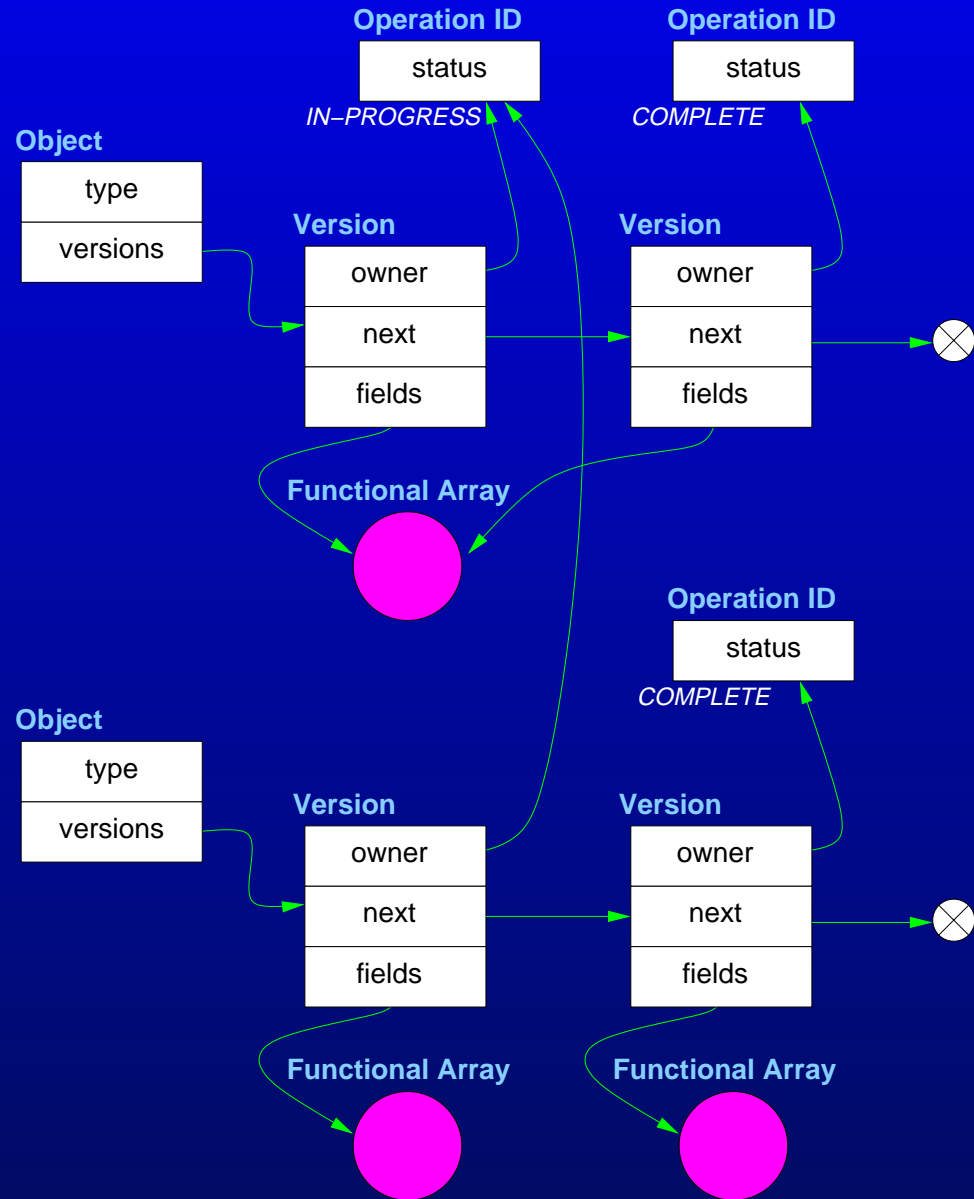 Operation ID
Operation ID
status
status
IN–PROGRESS
COMPLETE
Object
type
versions
Version
Version
owner
owner
next
next
fields
fields
Functional Array
Operation ID
status
COMPLETE
Object
type
versions
Version
Version
owner
owner
next
next
fields
fields
Functional Array
Functional Array